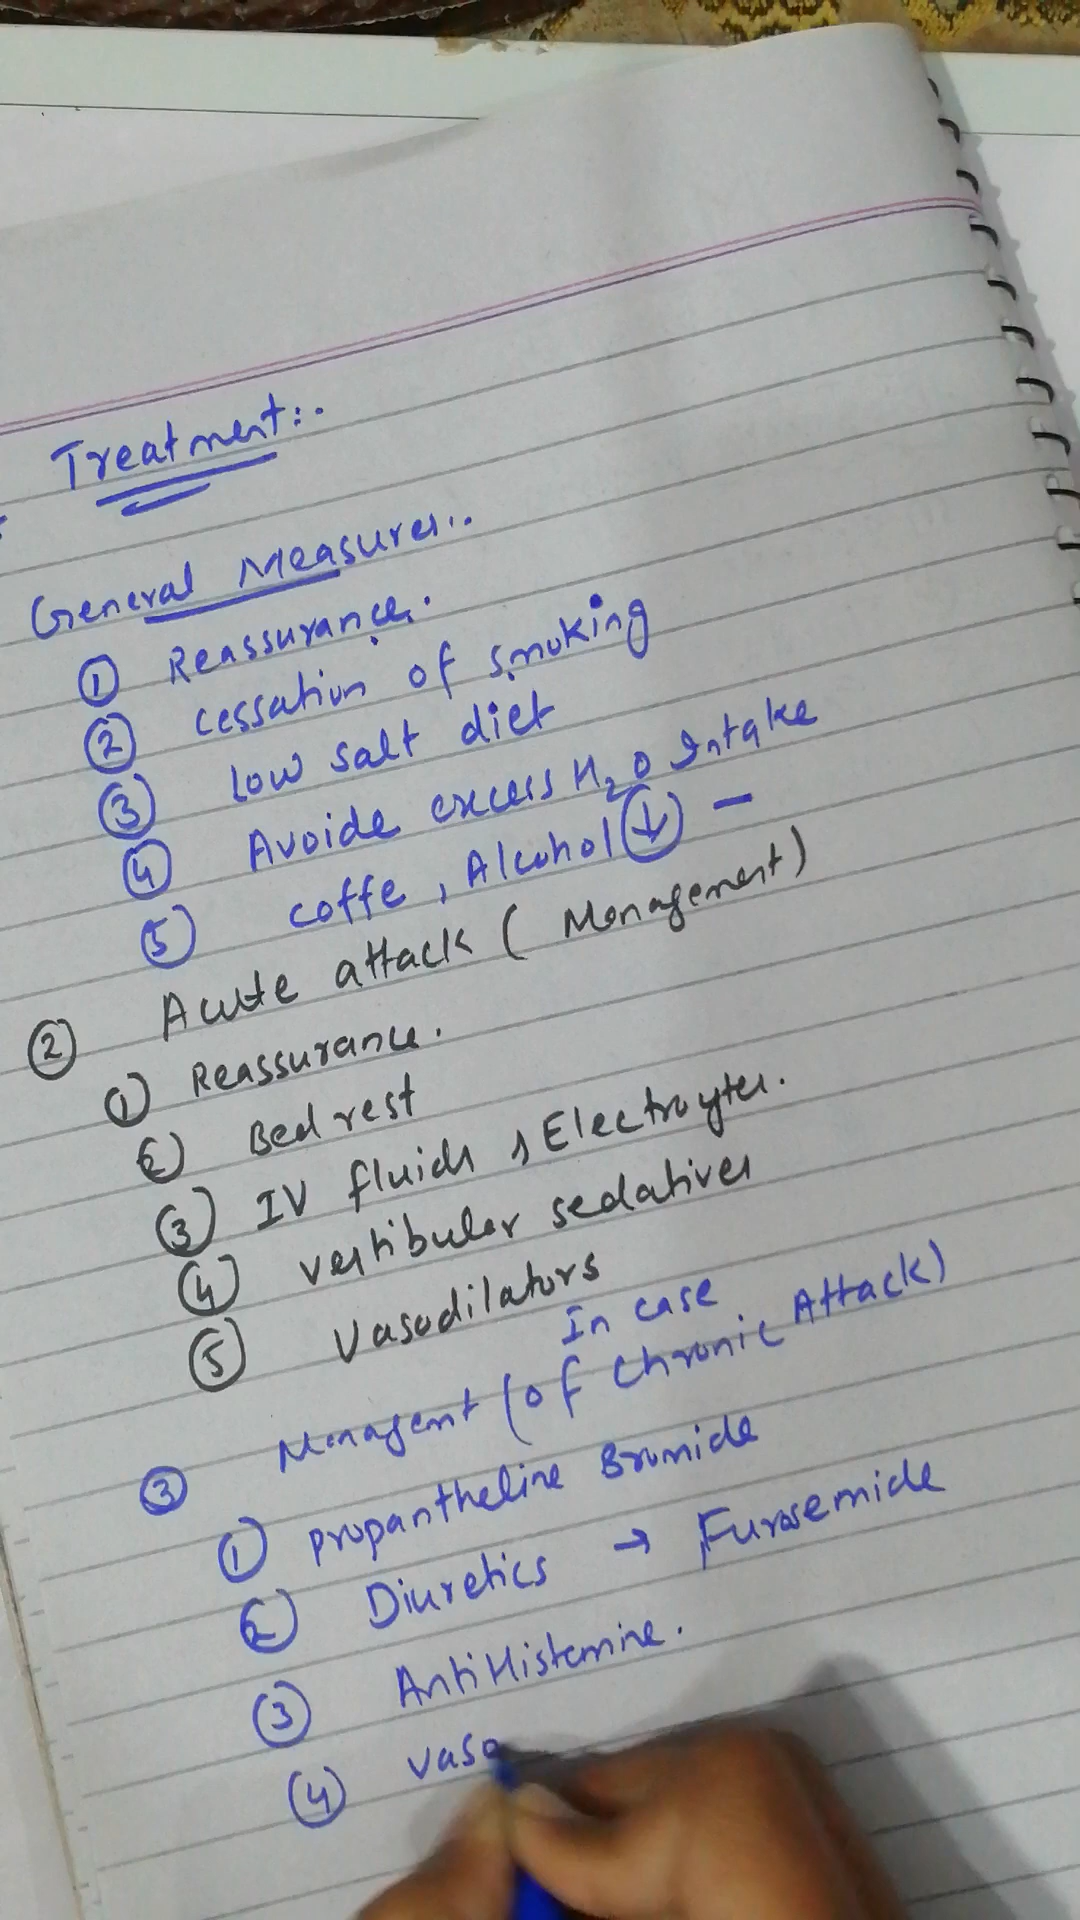 Treatment:.
General Measures:.
① Reassurance.
② cessation of smoking
③ low salt diet
④ Avoide excess H₂O Intake
⑤ coffe, Alcohol ↓ –
② Acute attack ( Management)
① Reassurance.
② Bed rest
③ IV fluids, Electroytes.
④ vestibular sedatives
⑤ Vasodilators
In case
③ Managemt (of chronic Attack)
① propantheline Bromide
② Diuretics → Furosemide
③ AntiHistamine.
④ vaso